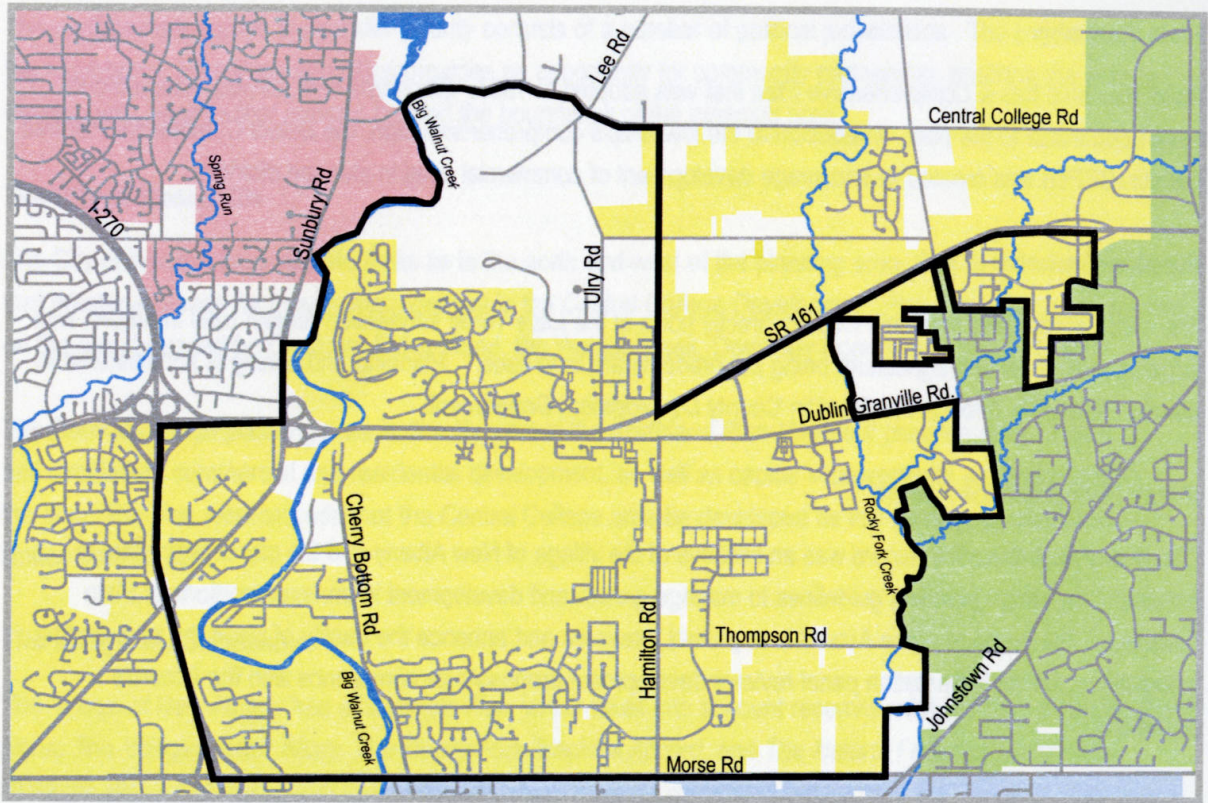 Lee Rd
Central College Rd
Big Walnut Creek
Spring Run
I-270
Sunbury Rd
Ulry Rd
SR 161
Dublin Granville Rd.
Cherry Bottom Rd
Rocky Fork Creek
Hamilton Rd
Thompson Rd
Johnstown Rd
Big Walnut Creek
Morse Rd